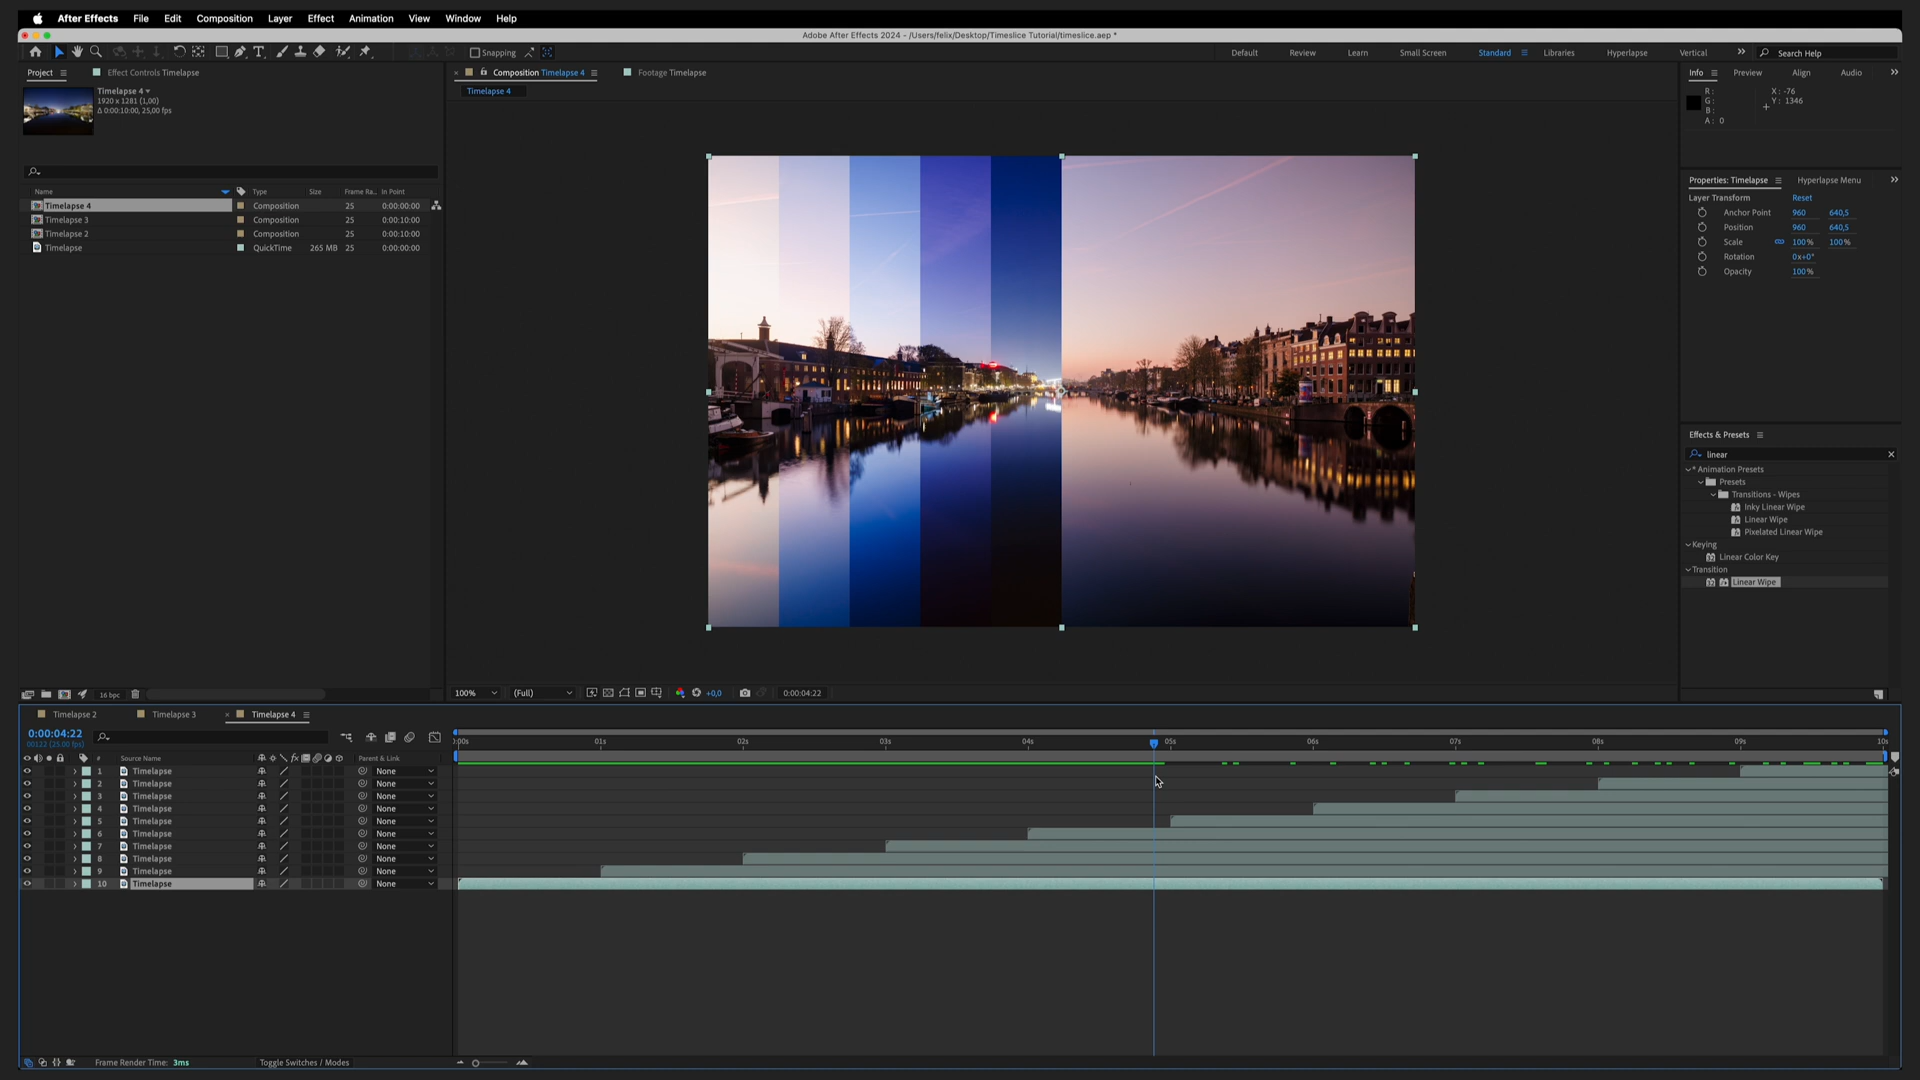 After Effects File Edit Composition Layer Effect Animation View Window Help
Adobe After Effects 2024 - /Users/felix/Desktop/Timeslice Tutorial/timeslice.aep *
Snapping Default Review Learn Small Screen Standard Libraries Hyperlapse Vertical Search Help
Project Effect Controls Timelapse Composition Timelapse 4 Footage Timelapse Info Preview Align Audio
Timelapse 4
Timelapse 4
1920 x 1281 (1,00)
Δ 0:00:10:00, 25,00 fps
R :
G :
B :
A : 0
X : -76
Y : 1346
Name Type Size Frame Ra... In Point
Timelapse 4 Composition 25 0:00:00:00
Timelapse 3 Composition 25 0:00:10:00
Timelapse 2 Composition 25 0:00:10:00
Timelapse QuickTime 265 MB 25 0:00:00:00
Properties: Timelapse Hyperlapse Menu
Layer Transform Reset
Anchor Point 960 640,5
Position 960 640,5
Scale 100% 100%
Rotation 0x+0°
Opacity 100%
Effects & Presets
linear
* Animation Presets
Presets
Transitions - Wipes
Inky Linear Wipe
Linear Wipe
Pixelated Linear Wipe
Keying
Linear Color Key
Transition
Linear Wipe
16 bpc 100% (Full) +0,0 0:00:04:22
Timelapse 2 Timelapse 3 Timelapse 4
0:00:04:22
00122 (25.00 fps)
:00s 01s 02s 03s 04s 05s 06s 07s 08s 09s 10s
# Source Name fx Parent & Link
1 Timelapse None
2 Timelapse None
3 Timelapse None
4 Timelapse None
5 Timelapse None
6 Timelapse None
7 Timelapse None
8 Timelapse None
9 Timelapse None
10 Timelapse None
Frame Render Time: 3ms Toggle Switches / Modes